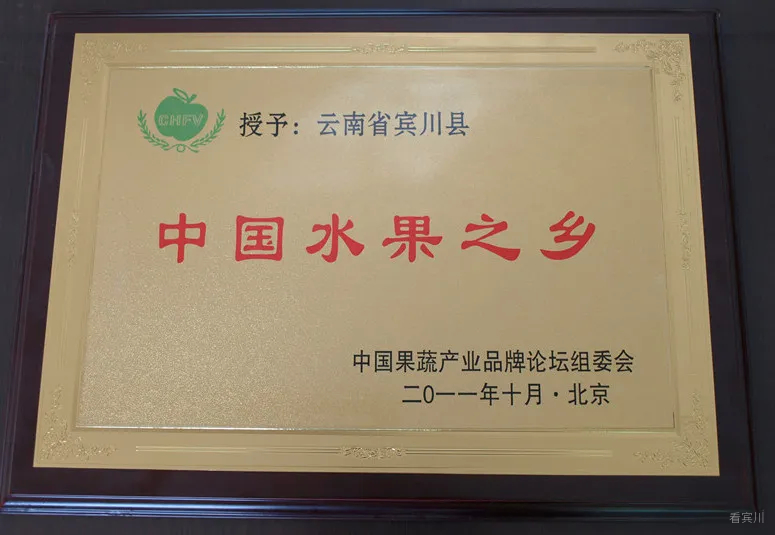 CHFV
授予：云南省宾川县
中国水果之乡
中国果蔬产业品牌论坛组委会
二〇一一年十月·北京
看宾川